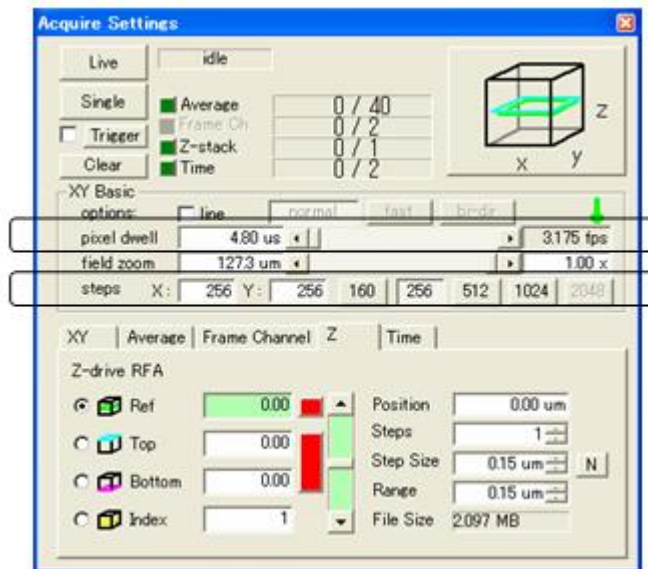 Acquire Settings
Live idle
Single Average 0 / 40
Frame Ch 0 / 2
Trigger Z-stack 0 / 1
Clear Time 0 / 2
Z
X y
XY Basic
options: line normal fast br-dir
pixel dwell 4.80 us 3.175 fps
field zoom 127.3 um 1.00 x
steps X: 256 Y: 256 160 256 512 1024 2048
XY Average Frame Channel Z Time
Z-drive RFA
Ref 0.00 Position 0.00 um
Top 0.00 Steps 1
Step Size 0.15 um N
Bottom 0.00 Range 0.15 um
Index 1 File Size 2.097 MB